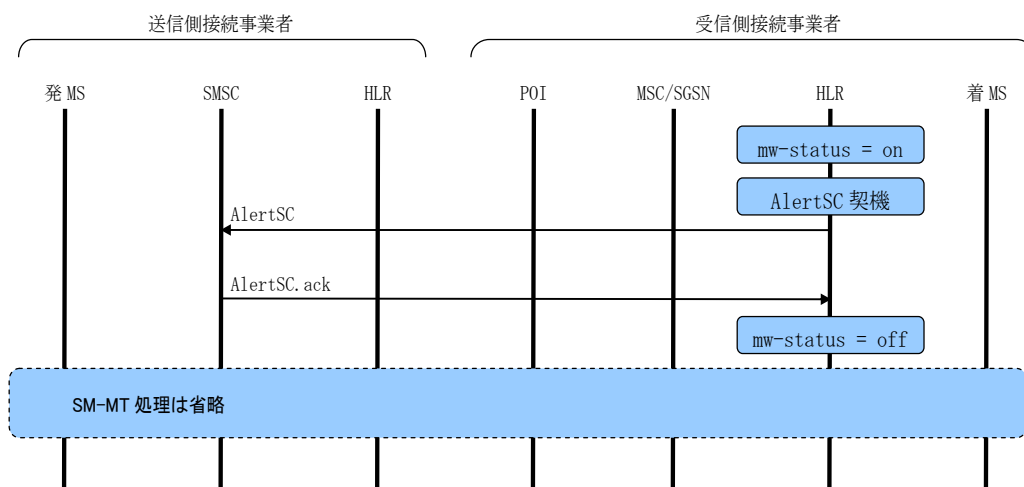 送信側接続事業者
受信側接続事業者
発 MS
SMSC
HLR
POI
MSC/SGSN
HLR
着 MS
mw-status = on
AlertSC 契機
AlertSC
AlertSC.ack
mw-status = off
SM-MT 処理は省略